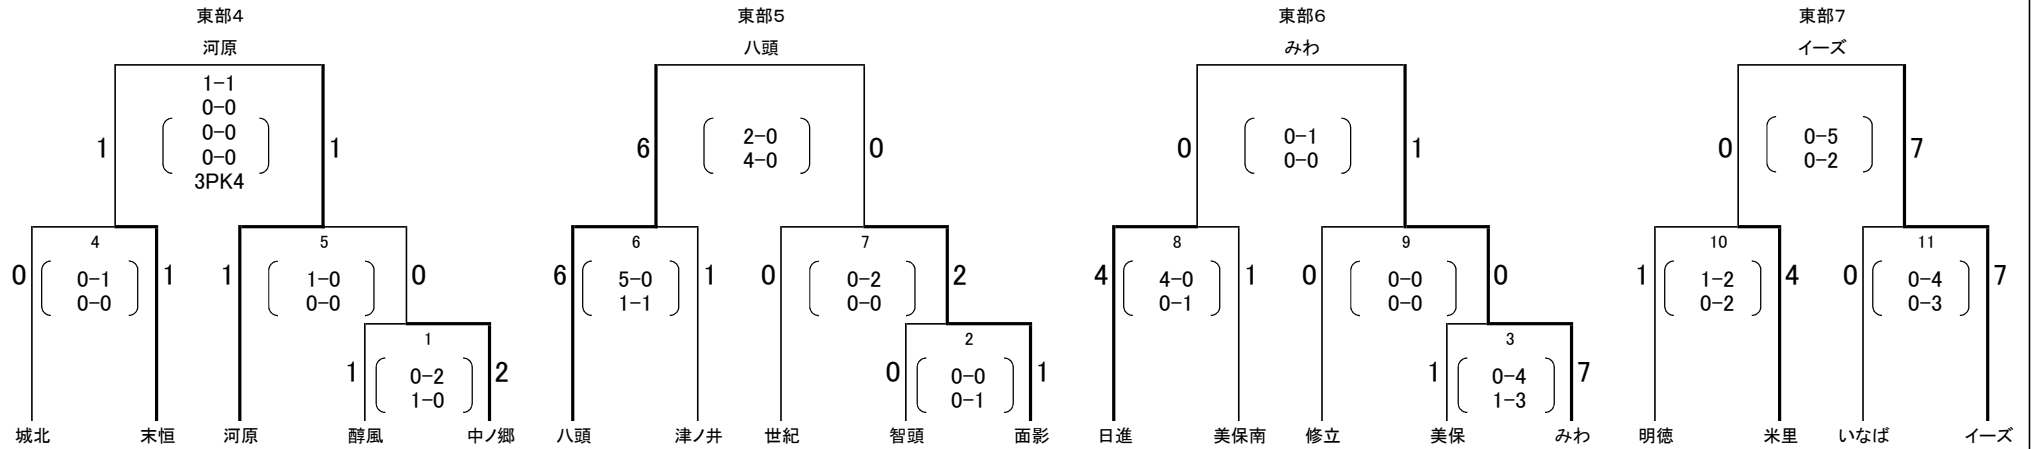 東部4
河原
1-1
0-0
0-0
0-0
3PK4
1
1
4
0-1
0-0
0
1
5
1-0
0-0
1
0
1
0-2
1-0
1
2
城北
末恒
河原
醇風
中ノ郷
東部5
八頭
2-0
4-0
6
0
6
5-0
1-1
6
1
7
0-2
0-0
0
2
2
0-0
0-1
0
1
八頭
津ノ井
世紀
智頭
面影
東部6
みわ
0-1
0-0
0
1
8
4-0
0-1
4
1
9
0-0
0-0
0
0
3
0-4
1-3
1
7
日進
美保南
修立
美保
みわ
東部7
イーズ
0-5
0-2
0
7
10
1-2
0-2
1
4
11
0-4
0-3
0
7
明徳
米里
いなば
イーズ